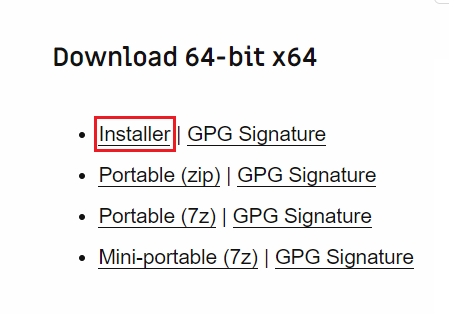 Download 64-bit x64
Installer | GPG Signature
Portable (zip) | GPG Signature
Portable (7z) | GPG Signature
Mini-portable (7z) | GPG Signature